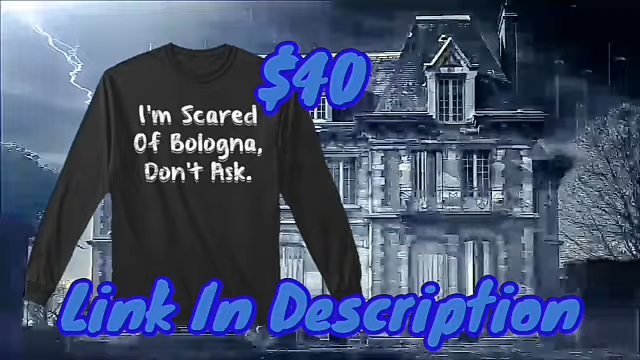 $40
I'm Scared
Of Bologna,
Don't Ask.
Link In Description